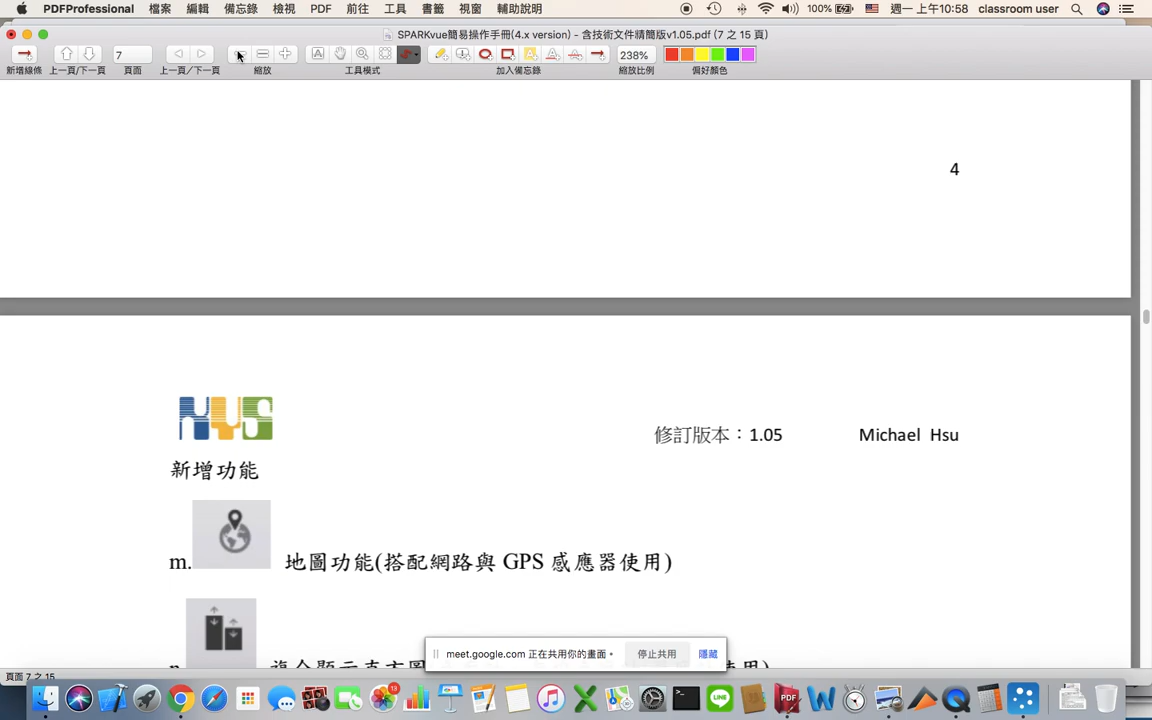 PDFProfessional 檔案 編輯 備忘錄 檢視 PDF 前往 工具 書籤 視窗 輔助說明 100% 週一上午10:58 classroom user
SPARKvue簡易操作手冊(4.x version) - 含技術文件精簡版v1.05.pdf (7 之 15 頁)
7 238%
新增線條 上一頁/下一頁 頁面 上一頁／下一頁 縮放 工具模式 加入備忘錄 縮放比例 偏好顏色
4
修訂版本：1.05 Michael Hsu
新增功能
m. 地圖功能(搭配網路與 GPS 感應器使用)
meet.google.com 正在共用你的畫面。 停止共用 隱藏
頁面 7 之 15
13
LINE
PDF